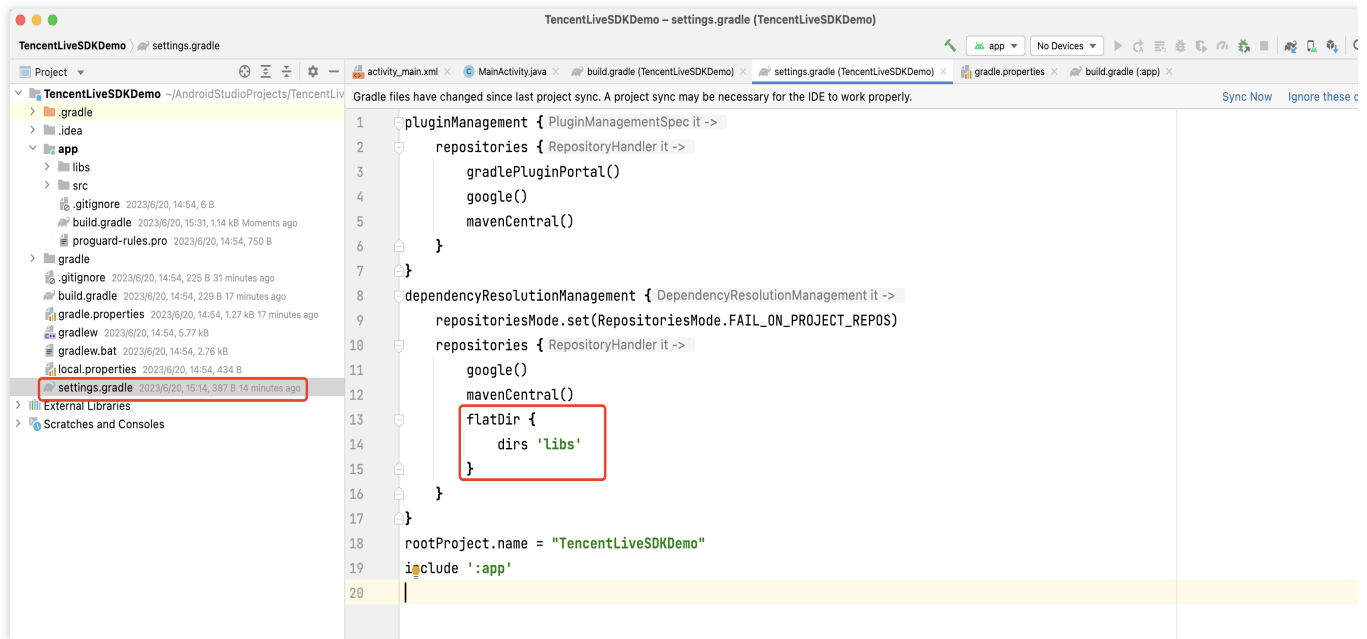 TencentLiveSDKDemo – settings.gradle (TencentLiveSDKDemo)
TencentLiveSDKDemo settings.gradle
app No Devices
Project
activity_main.xml MainActivity.java build.gradle (TencentLiveSDKDemo) settings.gradle (TencentLiveSDKDemo) gradle.properties build.gradle (:app)
TencentLiveSDKDemo ~/AndroidStudioProjects/TencentLiv
.gradle
.idea
app
libs
src
.gitignore 2023/6/20, 14:54, 6 B
build.gradle 2023/6/20, 15:31, 1.14 kB Moments ago
proguard-rules.pro 2023/6/20, 14:54, 750 B
gradle
.gitignore 2023/6/20, 14:54, 225 B 31 minutes ago
build.gradle 2023/6/20, 14:54, 229 B 17 minutes ago
gradle.properties 2023/6/20, 14:54, 1.27 kB 17 minutes ago
gradlew 2023/6/20, 14:54, 5.77 kB
gradlew.bat 2023/6/20, 14:54, 2.76 kB
local.properties 2023/6/20, 14:54, 434 B
settings.gradle 2023/6/20, 15:14, 387 B 14 minutes ago
External Libraries
Scratches and Consoles
Gradle files have changed since last project sync. A project sync may be necessary for the IDE to work properly. Sync Now Ignore these c
1 pluginManagement { PluginManagementSpec it ->
2 repositories { RepositoryHandler it ->
3 gradlePluginPortal()
4 google()
5 mavenCentral()
6 }
7 }
8 dependencyResolutionManagement { DependencyResolutionManagement it ->
9 repositoriesMode.set(RepositoriesMode.FAIL_ON_PROJECT_REPOS)
10 repositories { RepositoryHandler it ->
11 google()
12 mavenCentral()
13 flatDir {
14 dirs 'libs'
15 }
16 }
17 }
18 rootProject.name = "TencentLiveSDKDemo"
19 include ':app'
20